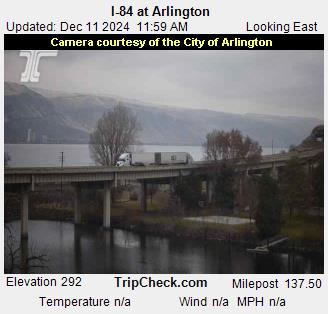 I-84 at Arlington
Updated: Dec 11 2024 11:59 AM Looking East
Camera courtesy of the City of Arlington
Elevation 292 TripCheck.com Milepost 137.50
Temperature n/a Wind n/a MPH n/a